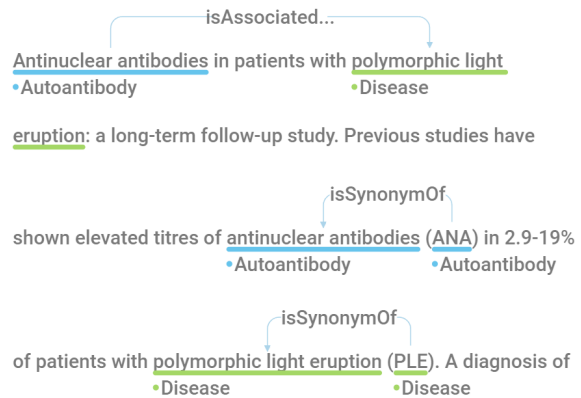 isAssociated...
Antinuclear antibodies in patients with polymorphic light
Autoantibody Disease
eruption: a long-term follow-up study. Previous studies have
isSynonymOf
shown elevated titres of antinuclear antibodies (ANA) in 2.9-19%
Autoantibody Autoantibody
isSynonymOf
of patients with polymorphic light eruption (PLE). A diagnosis of
Disease Disease